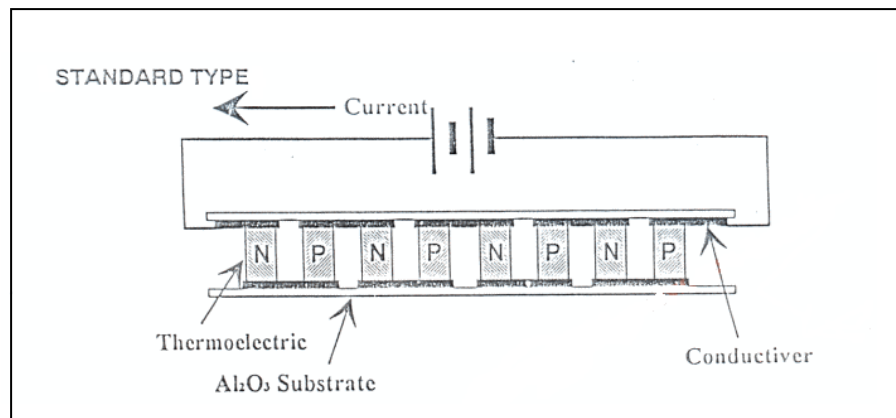 STANDARD TYPE
Current
N P N P N P N P
Thermoelectric
Conductiver
Al₂O₃ Substrate